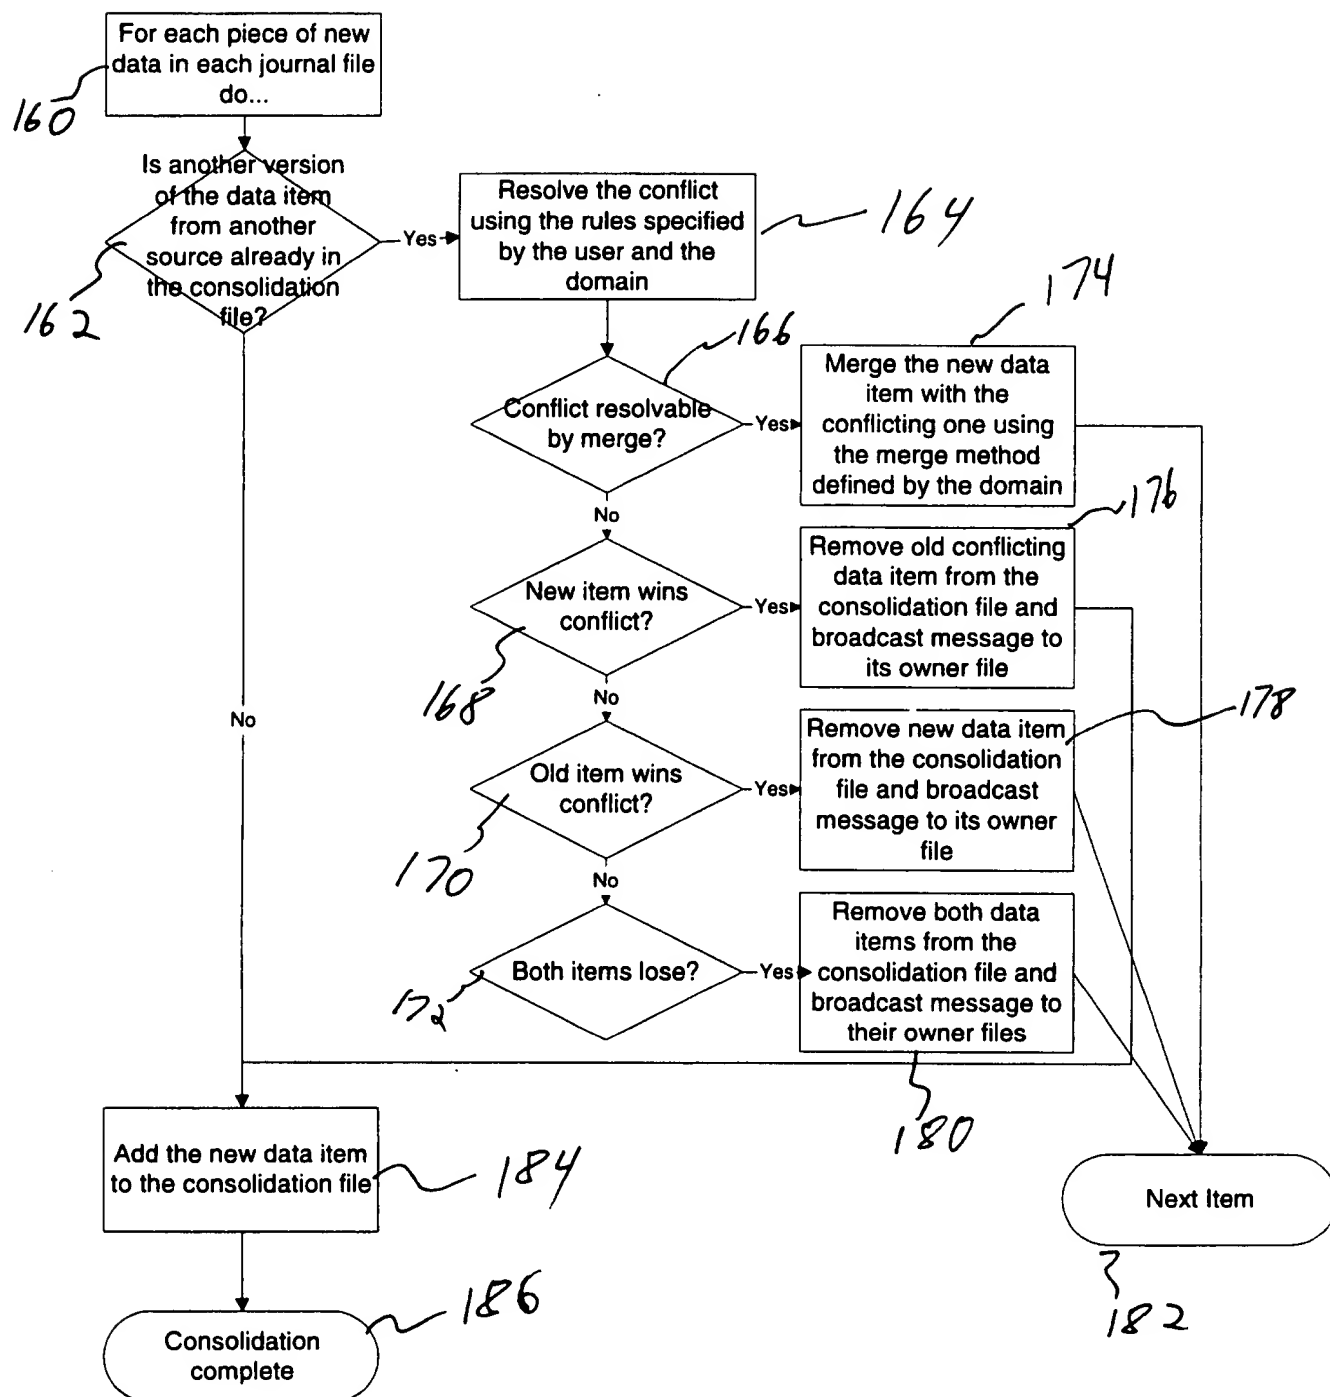 For each piece of new
data in each journal file
do...
160
Is another version
of the data item
from another
source already in
the consolidation
file?
162
Yes
Resolve the conflict
using the rules specified
by the user and the
domain
164
166
Conflict resolvable
by merge?
Yes
174
Merge the new data
item with the
conflicting one using
the merge method
defined by the domain
No
176
New item wins
conflict?
168
Yes
Remove old conflicting
data item from the
consolidation file and
broadcast message to
its owner file
No
178
Old item wins
conflict?
170
Yes
Remove new data item
from the consolidation
file and broadcast
message to its owner
file
No
Both items lose?
172
Yes
Remove both data
items from the
consolidation file and
broadcast message to
their owner files
180
No
Add the new data item
to the consolidation file
184
Next Item
182
Consolidation
complete
186